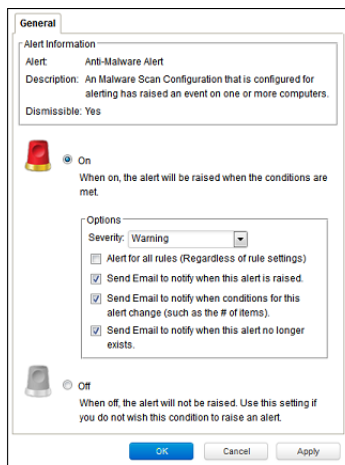 General
Alert Information
Alert: Anti-Malware Alert
Description: An Malware Scan Configuration that is configured for
alerting has raised an event on one or more computers.
Dismissible: Yes
On
When on, the alert will be raised when the conditions are
met.
Options
Severity: Warning
Alert for all rules (Regardless of rule settings)
Send Email to notify when this alert is raised.
Send Email to notify when conditions for this
alert change (such as the # of items).
Send Email to notify when this alert no longer
exists.
Off
When off, the alert will not be raised. Use this setting if
you do not wish this condition to raise an alert.
OK Cancel Apply